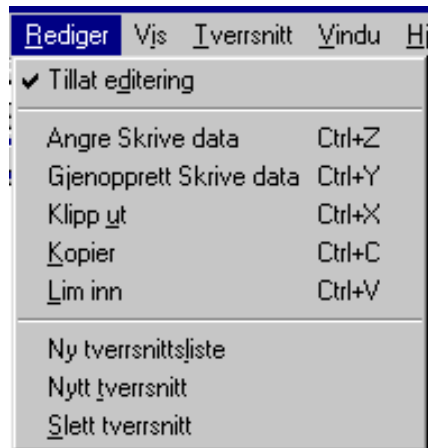 Rediger Vis Tverrsnitt Vindu Hj
✔ Tillat editering
Angre Skrive data Ctrl+Z
Gjenopprett Skrive data Ctrl+Y
Klipp ut Ctrl+X
Kopier Ctrl+C
Lim inn Ctrl+V
Ny tverrsnittsliste
Nytt tverrsnitt
Slett tverrsnitt